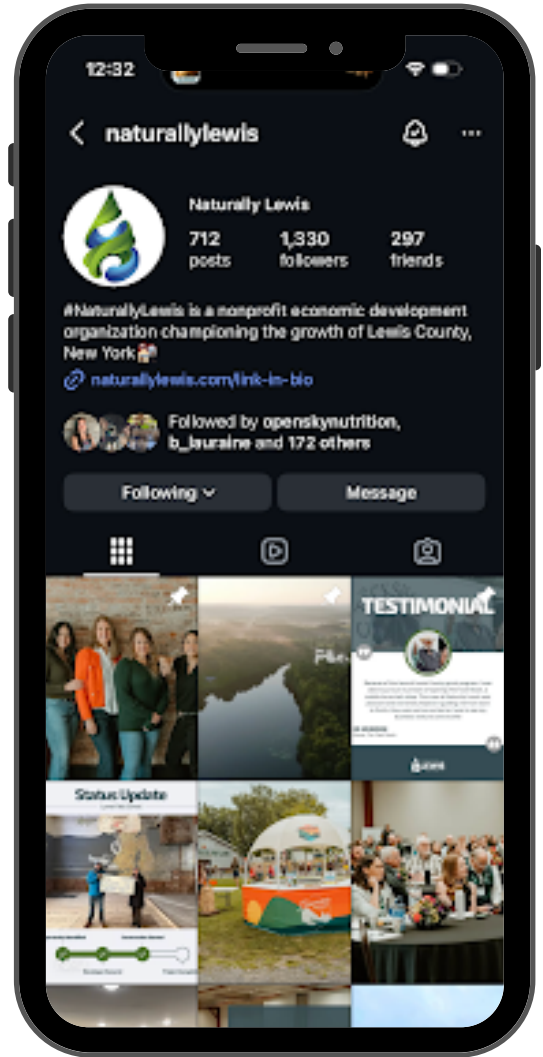 12:32
naturallylewis
Naturally Lewis
712 1,330 297
posts followers friends
#NaturallyLewis is a nonprofit economic development
organization championing the growth of Lewis County,
New York
naturallylewis.com/link-in-bio
Followed by openskynutrition,
b_lauraine and 172 others
Following Message
TESTIMONIAL
Status Update